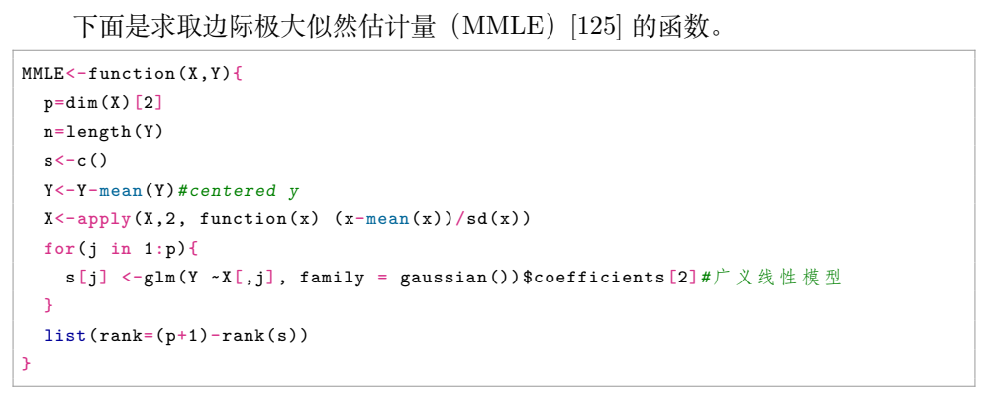 下面是求取边际极大似然估计量（MMLE）[125] 的函数。
MMLE<-function(X,Y){
  p=dim(X)[2]
  n=length(Y)
  s<-c()
  Y<-Y-mean(Y)#centered y
  X<-apply(X,2, function(x) (x-mean(x))/sd(x))
  for(j in 1:p){
    s[j] <-glm(Y ~X[,j], family = gaussian())$coefficients[2]#广义线性模型
  }
  list(rank=(p+1)-rank(s))
}